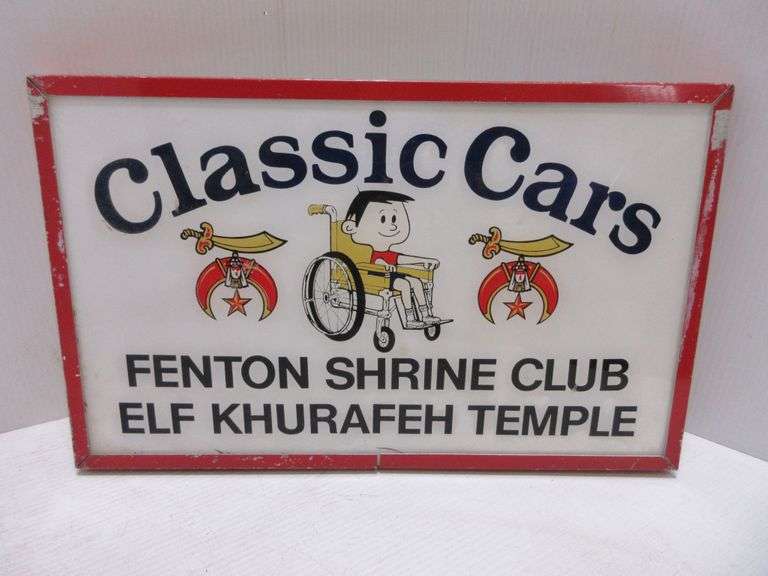 Classic Cars
FENTON SHRINE CLUB
ELF KHURAFEH TEMPLE